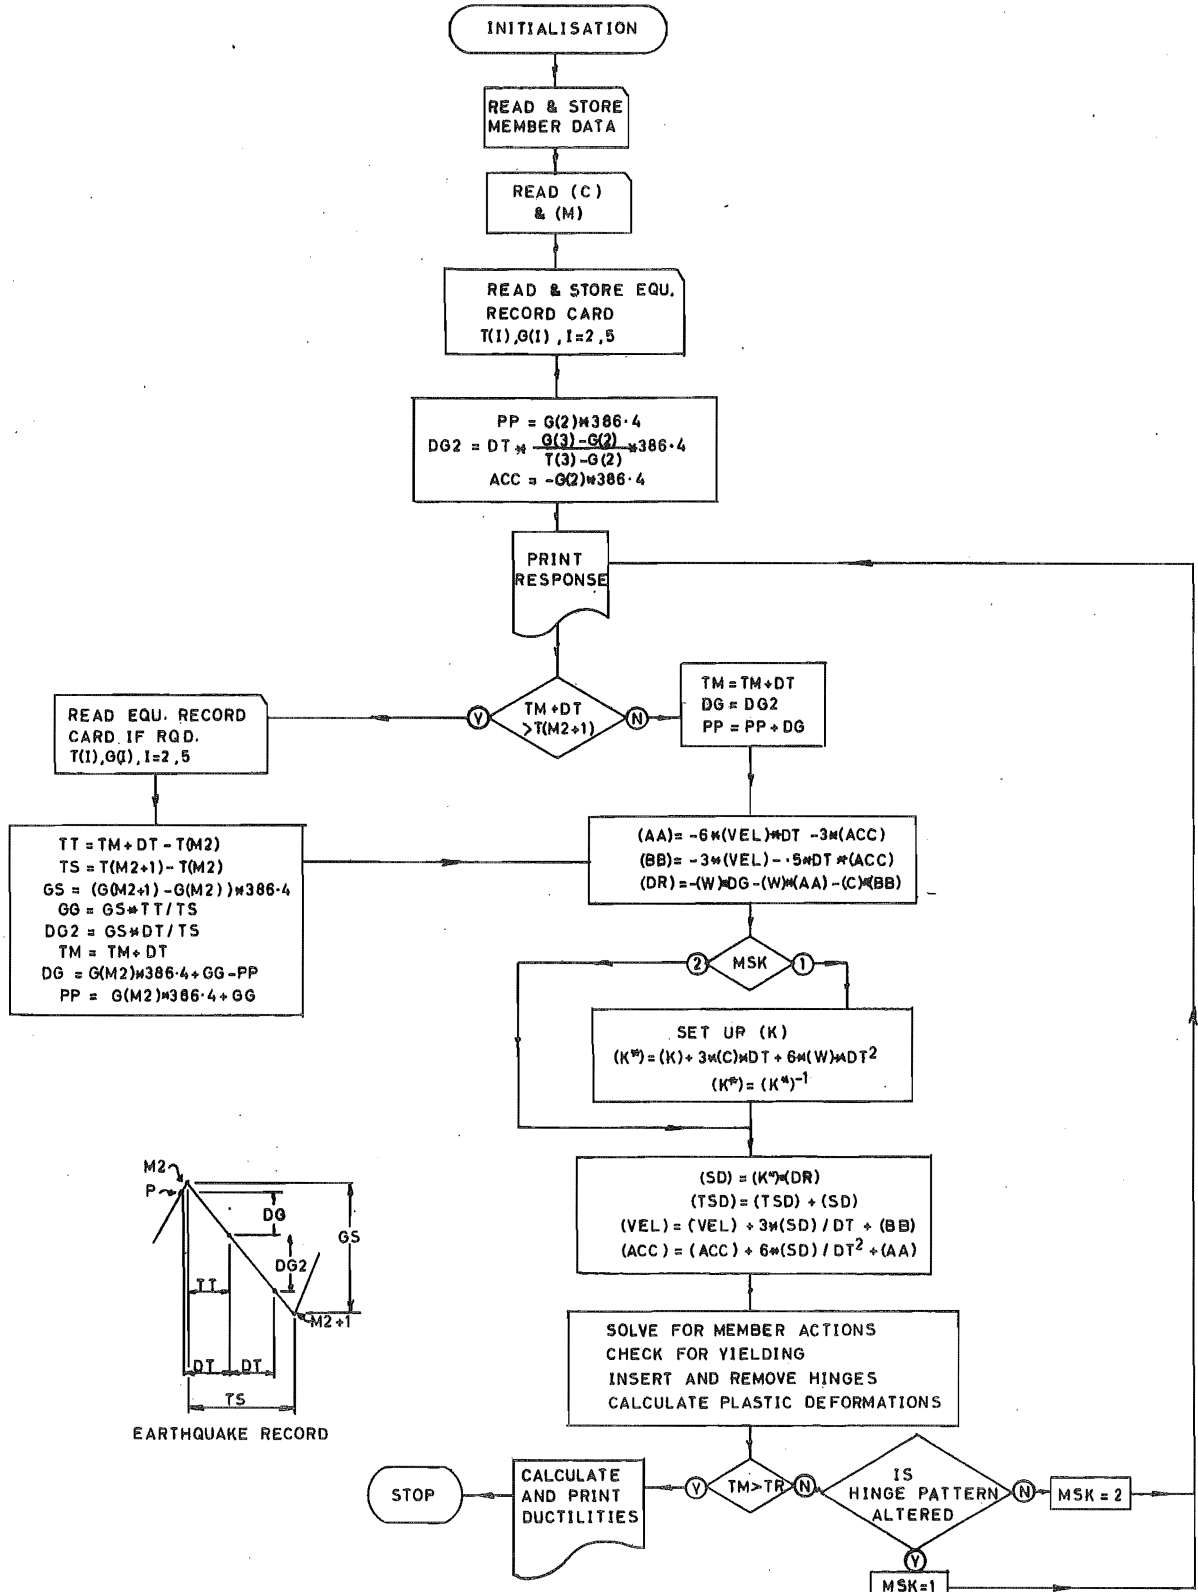 INITIALISATION
READ & STORE
MEMBER DATA
READ (C)
& (M)
READ & STORE EQU.
RECORD CARD
T(I),G(I), I=2,5
PP = G(2)*386·4
DG2 = DT * G(3)-G(2) *386·4
T(3)-G(2)
ACC = -G(2)*386·4
PRINT
RESPONSE
TM+DT
>T(M2+1)
Y
N
READ EQU. RECORD
CARD IF RQD.
T(I),G(I), I=2,5
TM=TM+DT
DG = DG2
PP = PP+DG
TT = TM+DT-T(M2)
TS = T(M2+1)-T(M2)
GS = (G(M2+1)-G(M2))*386·4
GG = GS*TT/TS
DG2 = GS*DT/TS
TM = TM+DT
DG = G(M2)*386·4+GG-PP
PP = G(M2)*386·4+GG
(AA)= -6*(VEL)*DT -3*(ACC)
(BB)= -3*(VEL)-·5*DT*(ACC)
(DR)=-(W)*DG-(W)*(AA)-(C)*(BB)
2
MSK
1
SET UP (K)
(K*)=(K)+3*(C)*DT+6*(W)*DT2
(K*)=(K*)-1
(SD)=(K*)*(DR)
(TSD)=(TSD)+(SD)
(VEL)=(VEL)+3*(SD)/DT+(BB)
(ACC)=(ACC)+6*(SD)/DT2+(AA)
M2
P
DG
GS
DG2
TT
M2+1
DT
DT
TS
EARTHQUAKE RECORD
SOLVE FOR MEMBER ACTIONS
CHECK FOR YIELDING
INSERT AND REMOVE HINGES
CALCULATE PLASTIC DEFORMATIONS
STOP
CALCULATE
AND PRINT
DUCTILITIES
Y
TM>TR
N
IS
HINGE PATTERN
ALTERED
N
MSK=2
Y
MSK=1